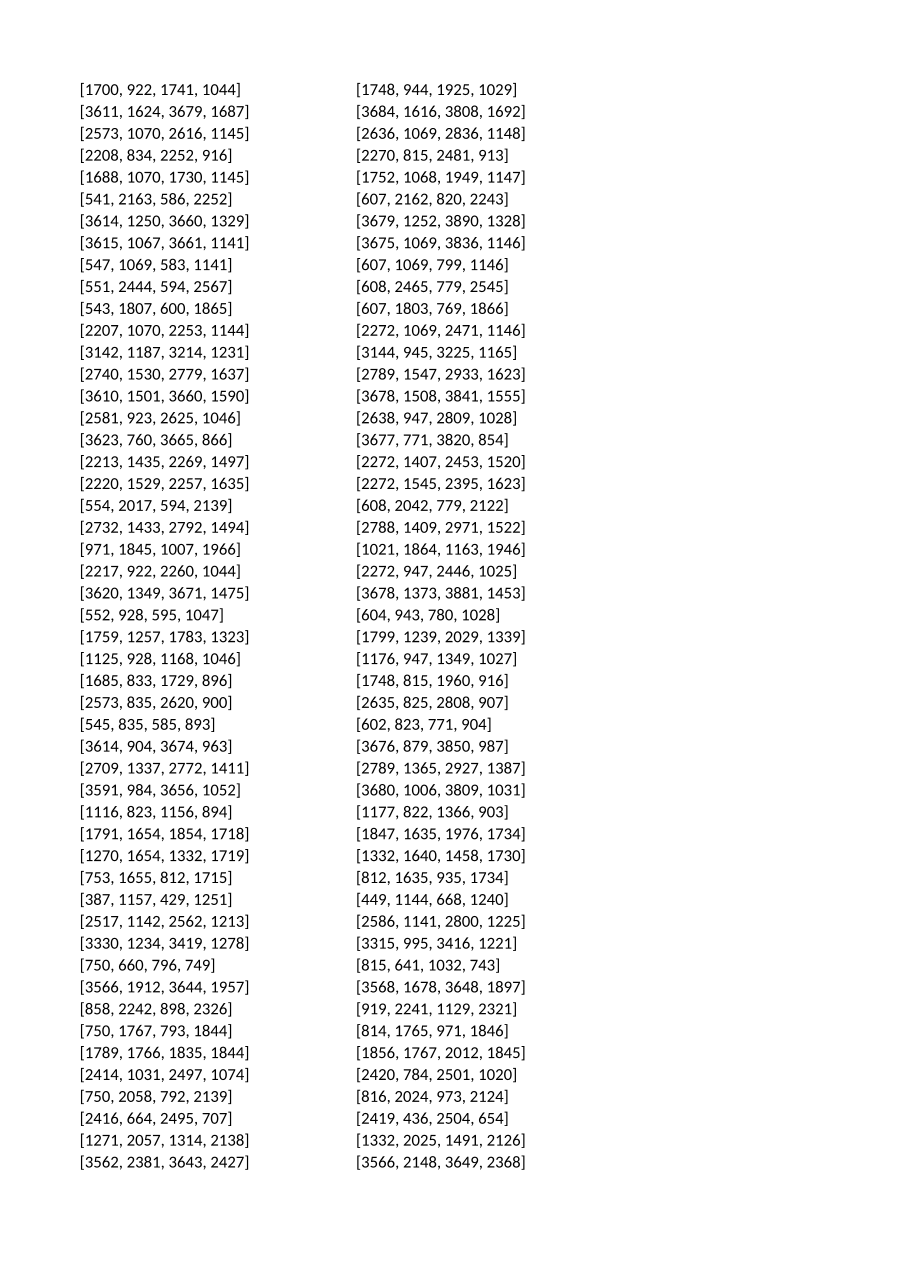 [1700, 922, 1741, 1044] [1748, 944, 1925, 1029]
[3611, 1624, 3679, 1687] [3684, 1616, 3808, 1692]
[2573, 1070, 2616, 1145] [2636, 1069, 2836, 1148]
[2208, 834, 2252, 916] [2270, 815, 2481, 913]
[1688, 1070, 1730, 1145] [1752, 1068, 1949, 1147]
[541, 2163, 586, 2252] [607, 2162, 820, 2243]
[3614, 1250, 3660, 1329] [3679, 1252, 3890, 1328]
[3615, 1067, 3661, 1141] [3675, 1069, 3836, 1146]
[547, 1069, 583, 1141] [607, 1069, 799, 1146]
[551, 2444, 594, 2567] [608, 2465, 779, 2545]
[543, 1807, 600, 1865] [607, 1803, 769, 1866]
[2207, 1070, 2253, 1144] [2272, 1069, 2471, 1146]
[3142, 1187, 3214, 1231] [3144, 945, 3225, 1165]
[2740, 1530, 2779, 1637] [2789, 1547, 2933, 1623]
[3610, 1501, 3660, 1590] [3678, 1508, 3841, 1555]
[2581, 923, 2625, 1046] [2638, 947, 2809, 1028]
[3623, 760, 3665, 866] [3677, 771, 3820, 854]
[2213, 1435, 2269, 1497] [2272, 1407, 2453, 1520]
[2220, 1529, 2257, 1635] [2272, 1545, 2395, 1623]
[554, 2017, 594, 2139] [608, 2042, 779, 2122]
[2732, 1433, 2792, 1494] [2788, 1409, 2971, 1522]
[971, 1845, 1007, 1966] [1021, 1864, 1163, 1946]
[2217, 922, 2260, 1044] [2272, 947, 2446, 1025]
[3620, 1349, 3671, 1475] [3678, 1373, 3881, 1453]
[552, 928, 595, 1047] [604, 943, 780, 1028]
[1759, 1257, 1783, 1323] [1799, 1239, 2029, 1339]
[1125, 928, 1168, 1046] [1176, 947, 1349, 1027]
[1685, 833, 1729, 896] [1748, 815, 1960, 916]
[2573, 835, 2620, 900] [2635, 825, 2808, 907]
[545, 835, 585, 893] [602, 823, 771, 904]
[3614, 904, 3674, 963] [3676, 879, 3850, 987]
[2709, 1337, 2772, 1411] [2789, 1365, 2927, 1387]
[3591, 984, 3656, 1052] [3680, 1006, 3809, 1031]
[1116, 823, 1156, 894] [1177, 822, 1366, 903]
[1791, 1654, 1854, 1718] [1847, 1635, 1976, 1734]
[1270, 1654, 1332, 1719] [1332, 1640, 1458, 1730]
[753, 1655, 812, 1715] [812, 1635, 935, 1734]
[387, 1157, 429, 1251] [449, 1144, 668, 1240]
[2517, 1142, 2562, 1213] [2586, 1141, 2800, 1225]
[3330, 1234, 3419, 1278] [3315, 995, 3416, 1221]
[750, 660, 796, 749] [815, 641, 1032, 743]
[3566, 1912, 3644, 1957] [3568, 1678, 3648, 1897]
[858, 2242, 898, 2326] [919, 2241, 1129, 2321]
[750, 1767, 793, 1844] [814, 1765, 971, 1846]
[1789, 1766, 1835, 1844] [1856, 1767, 2012, 1845]
[2414, 1031, 2497, 1074] [2420, 784, 2501, 1020]
[750, 2058, 792, 2139] [816, 2024, 973, 2124]
[2416, 664, 2495, 707] [2419, 436, 2504, 654]
[1271, 2057, 1314, 2138] [1332, 2025, 1491, 2126]
[3562, 2381, 3643, 2427] [3566, 2148, 3649, 2368]